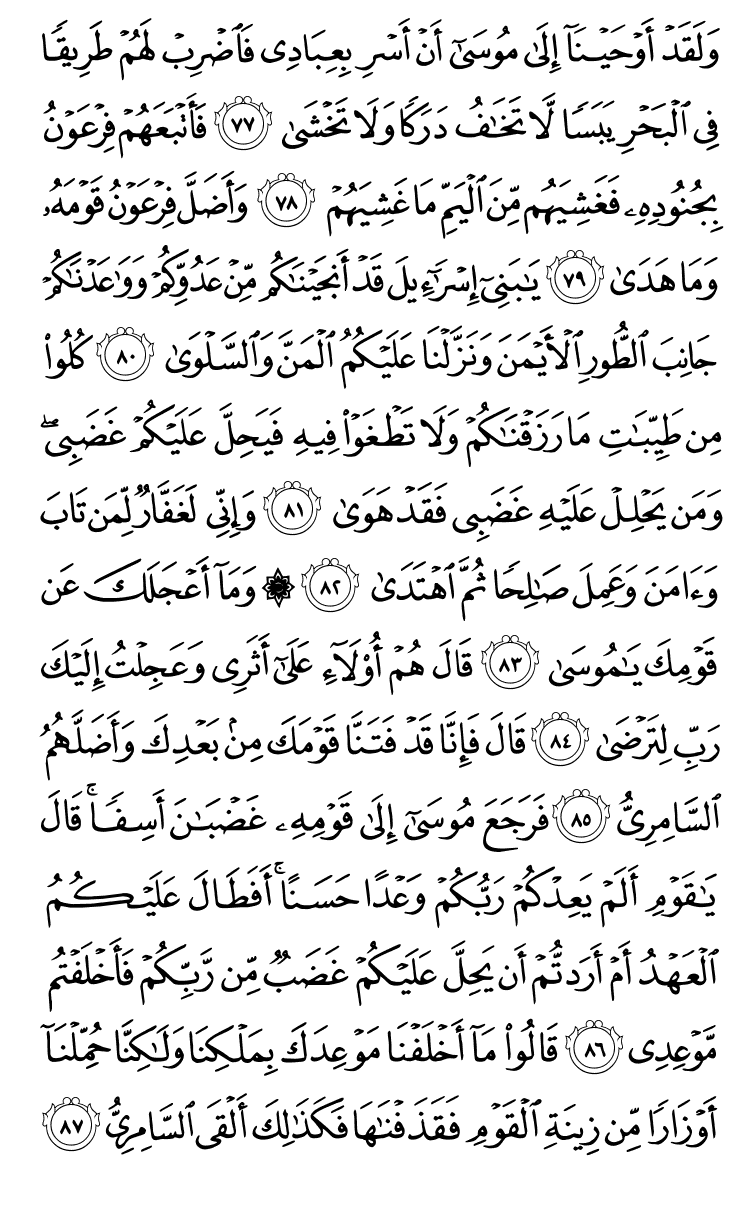 وَلَقَدۡ أَوۡحَيۡنَآ إِلَىٰ مُوسَىٰٓ أَنۡ أَسۡرِ بِعِبَادِي فَٱضۡرِبۡ لَهُمۡ طَرِيقٗا
فِي ٱلۡبَحۡرِ يَبَسٗا لَّا تَخَٰفُ دَرَكٗا وَلَا تَخۡشَىٰ ٧٧ فَأَتۡبَعَهُمۡ فِرۡعَوۡنُ
بِجُنُودِهِۦ فَغَشِيَهُم مِّنَ ٱلۡيَمِّ مَا غَشِيَهُمۡ ٧٨ وَأَضَلَّ فِرۡعَوۡنُ قَوۡمَهُۥ
وَمَا هَدَىٰ ٧٩ يَٰبَنِيٓ إِسۡرَٰٓءِيلَ قَدۡ أَنجَيۡنَٰكُم مِّنۡ عَدُوِّكُمۡ وَوَٰعَدۡنَٰكُمۡ
جَانِبَ ٱلطُّورِ ٱلۡأَيۡمَنَ وَنَزَّلۡنَا عَلَيۡكُمُ ٱلۡمَنَّ وَٱلسَّلۡوَىٰ ٨٠ كُلُواْ
مِن طَيِّبَٰتِ مَا رَزَقۡنَٰكُمۡ وَلَا تَطۡغَوۡاْ فِيهِ فَيَحِلَّ عَلَيۡكُمۡ غَضَبِيۖ
وَمَن يَحۡلِلۡ عَلَيۡهِ غَضَبِي فَقَدۡ هَوَىٰ ٨١ وَإِنِّي لَغَفَّارٞ لِّمَن تَابَ
وَءَامَنَ وَعَمِلَ صَٰلِحٗا ثُمَّ ٱهۡتَدَىٰ ٨٢ ۞ وَمَآ أَعۡجَلَكَ عَن
قَوۡمِكَ يَٰمُوسَىٰ ٨٣ قَالَ هُمۡ أُوْلَآءِ عَلَىٰٓ أَثَرِي وَعَجِلۡتُ إِلَيۡكَ
رَبِّ لِتَرۡضَىٰ ٨٤ قَالَ فَإِنَّا قَدۡ فَتَنَّا قَوۡمَكَ مِنۢ بَعۡدِكَ وَأَضَلَّهُمُ
ٱلسَّامِرِيُّ ٨٥ فَرَجَعَ مُوسَىٰٓ إِلَىٰ قَوۡمِهِۦ غَضۡبَٰنَ أَسِفٗاۚ قَالَ
يَٰقَوۡمِ أَلَمۡ يَعِدۡكُمۡ رَبُّكُمۡ وَعۡدًا حَسَنًاۚ أَفَطَالَ عَلَيۡكُمُ
ٱلۡعَهۡدُ أَمۡ أَرَدتُّمۡ أَن يَحِلَّ عَلَيۡكُمۡ غَضَبٞ مِّن رَّبِّكُمۡ فَأَخۡلَفۡتُم
مَّوۡعِدِي ٨٦ قَالُواْ مَآ أَخۡلَفۡنَا مَوۡعِدَكَ بِمَلۡكِنَا وَلَٰكِنَّا حُمِّلۡنَآ
أَوۡزَارٗا مِّن زِينَةِ ٱلۡقَوۡمِ فَقَذَفۡنَٰهَا فَكَذَٰلِكَ أَلۡقَى ٱلسَّامِرِيُّ ٨٧